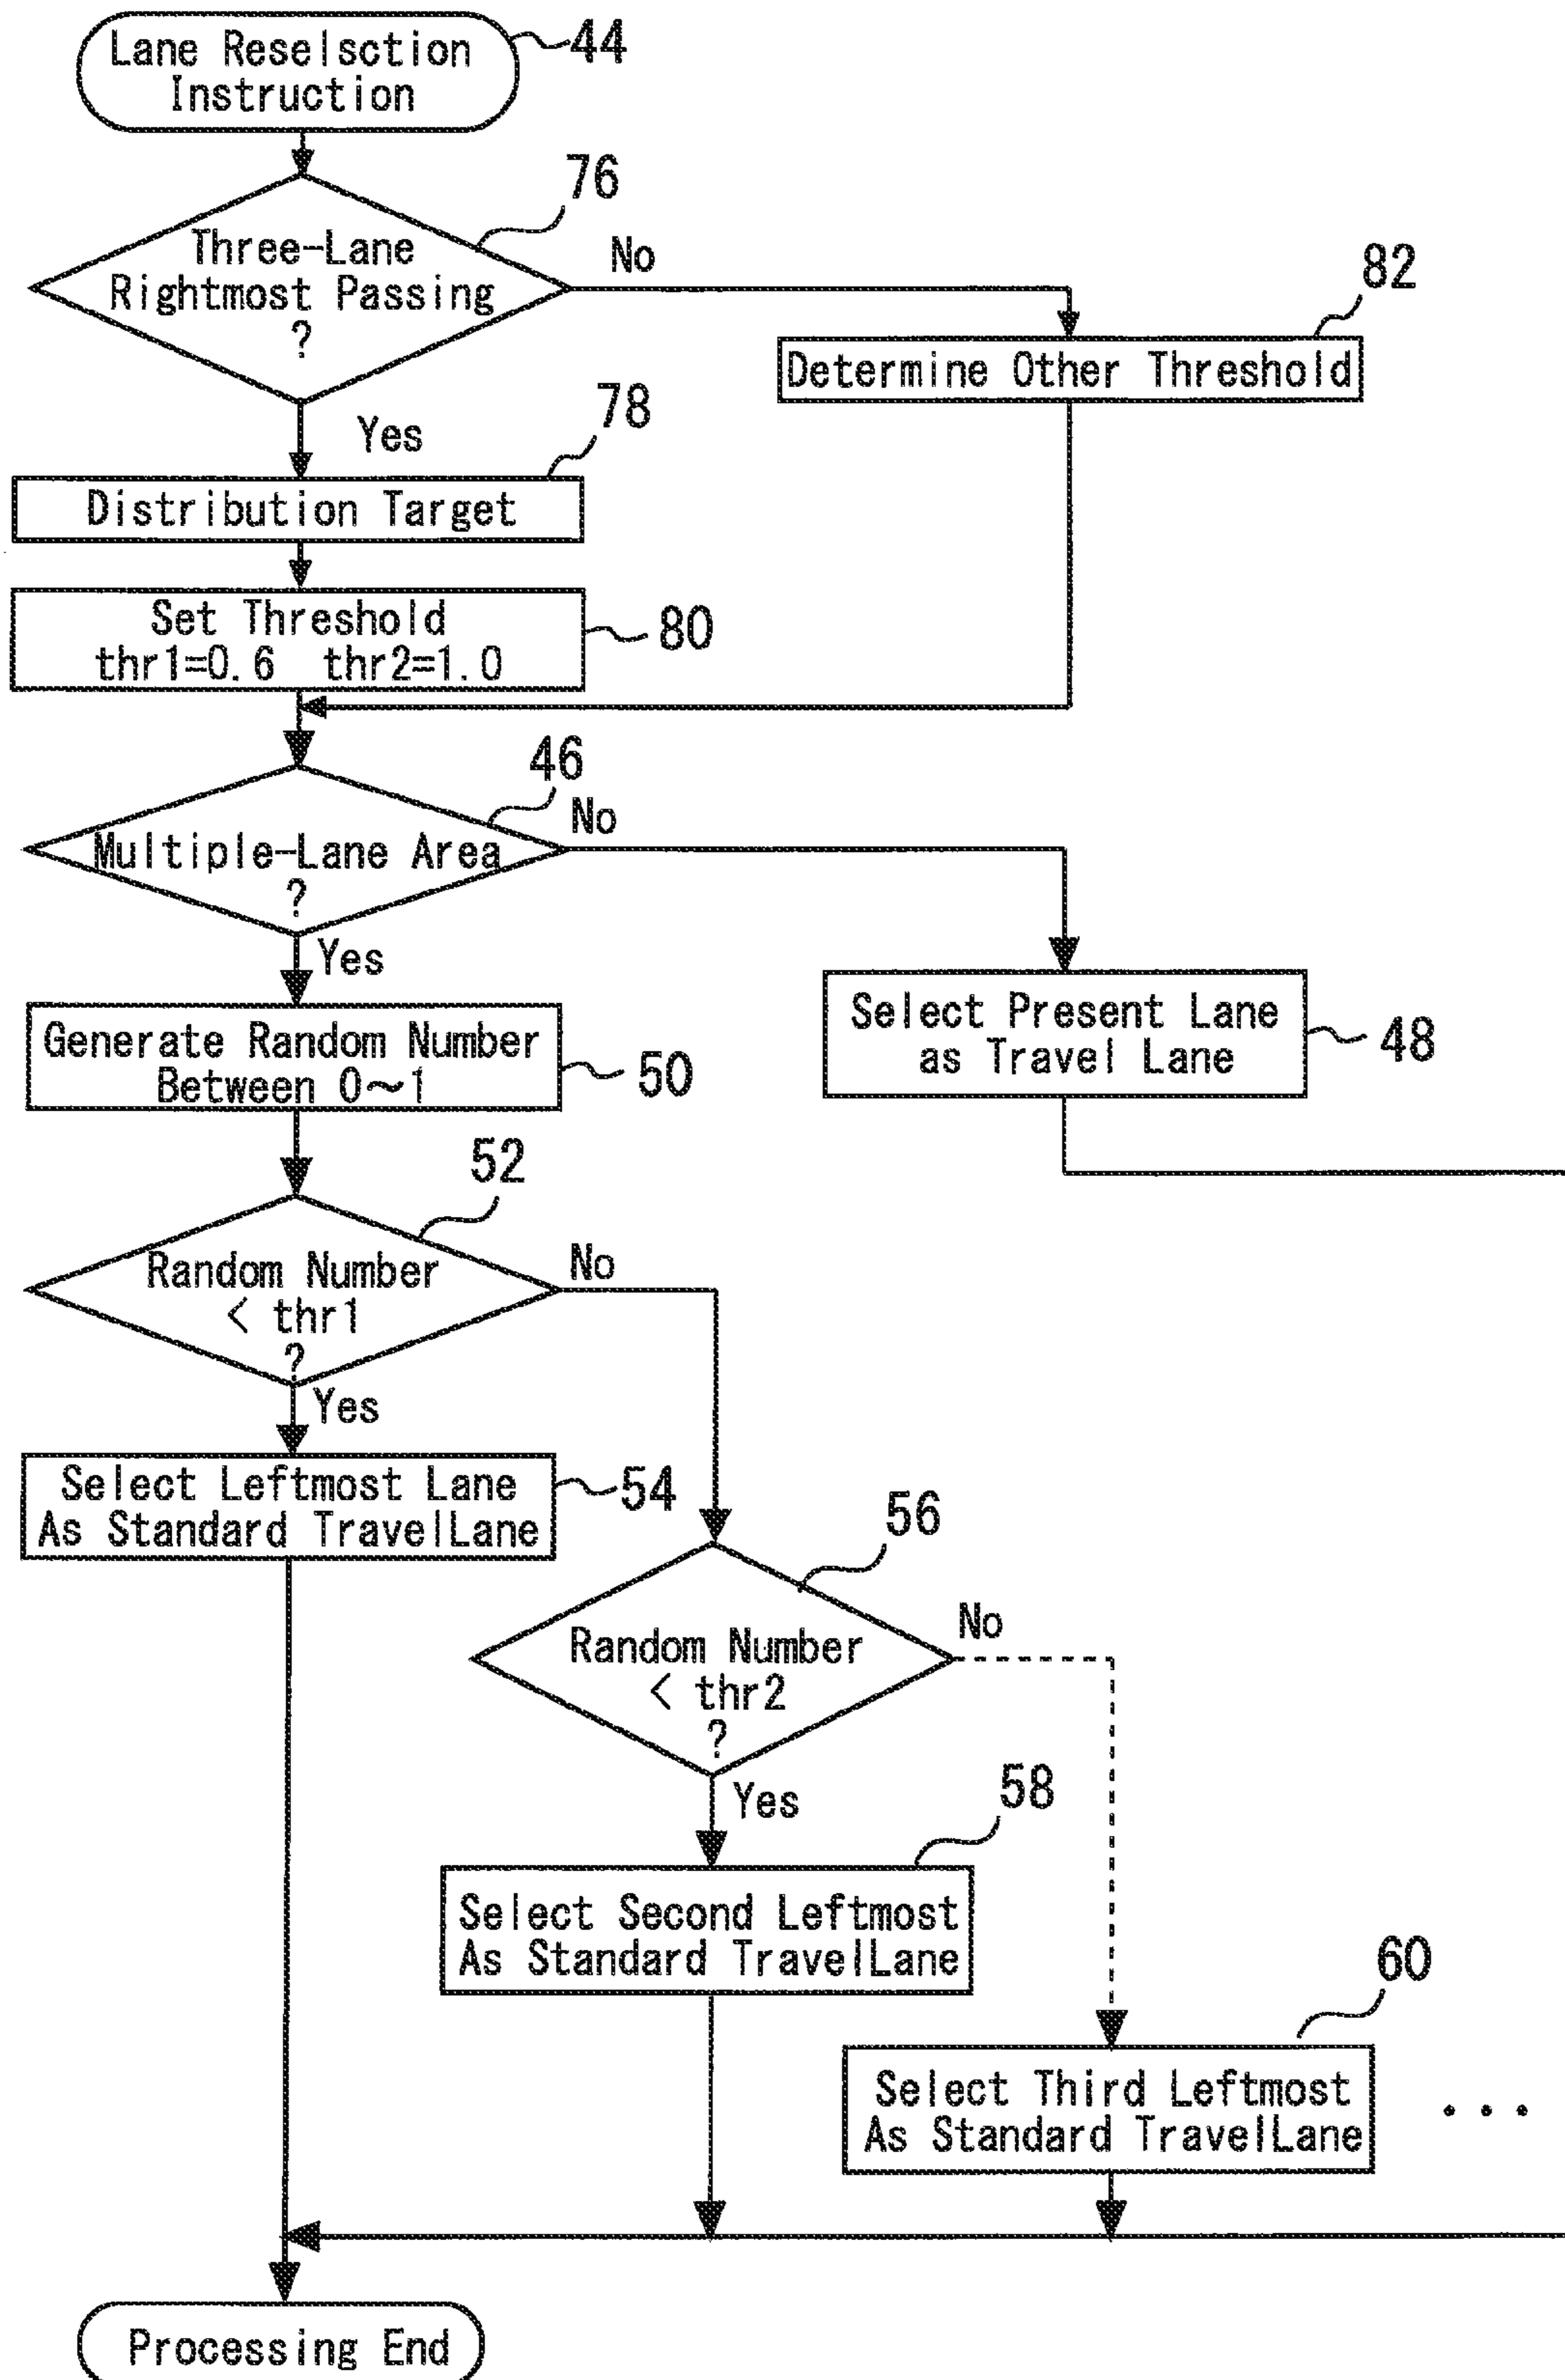 Lane Reselsction
Instruction
44
76
Three-Lane
Rightmost Passing
?
No
82
Determine Other Threshold
Yes
78
Distribution Target
Set Threshold
thr1=0.6 thr2=1.0
80
46
Multiple-Lane Area
?
No
Yes
Select Present Lane
as Travel Lane
48
Generate Random Number
Between 0～1
50
52
Random Number
< thr1
?
No
Yes
Select Leftmost Lane
As Standard TravelLane
54
56
Random Number
< thr2
?
No
Yes
58
Select Second Leftmost
As Standard TravelLane
60
Select Third Leftmost
As Standard TravelLane
...
Processing End